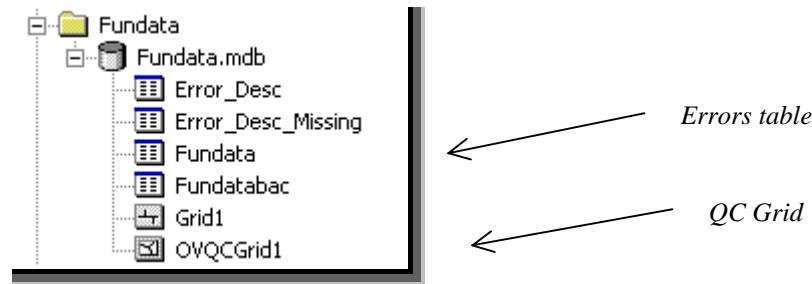 Fundata
Fundata.mdb
Error_Desc
Error_Desc_Missing
Fundata
Fundatabac
Grid1
OVQCGrid1
Errors table
QC Grid